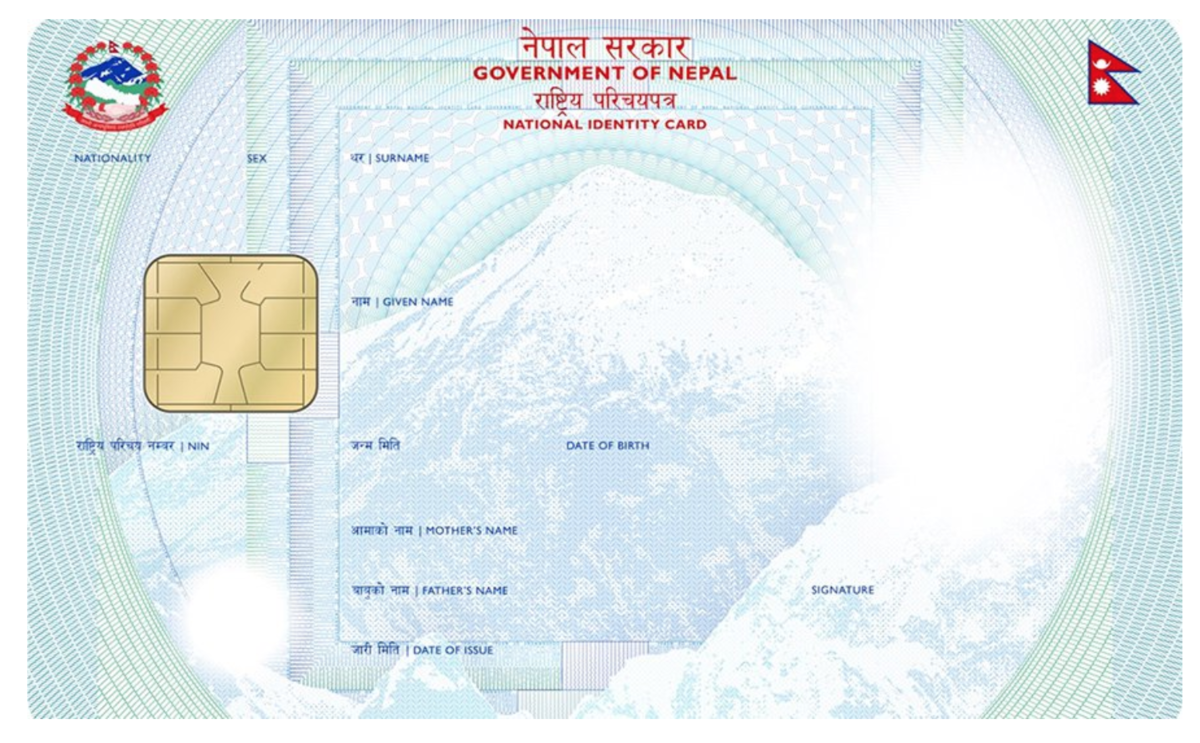 नेपाल सरकार
GOVERNMENT OF NEPAL
राष्ट्रिय परिचयपत्र
NATIONAL IDENTITY CARD
NATIONALITY SEX थर | SURNAME
नाम | GIVEN NAME
राष्ट्रिय परिचय नम्बर | NIN जन्म मिति DATE OF BIRTH
आमाको नाम | MOTHER'S NAME
बाबुको नाम | FATHER'S NAME SIGNATURE
जारी मिति | DATE OF ISSUE